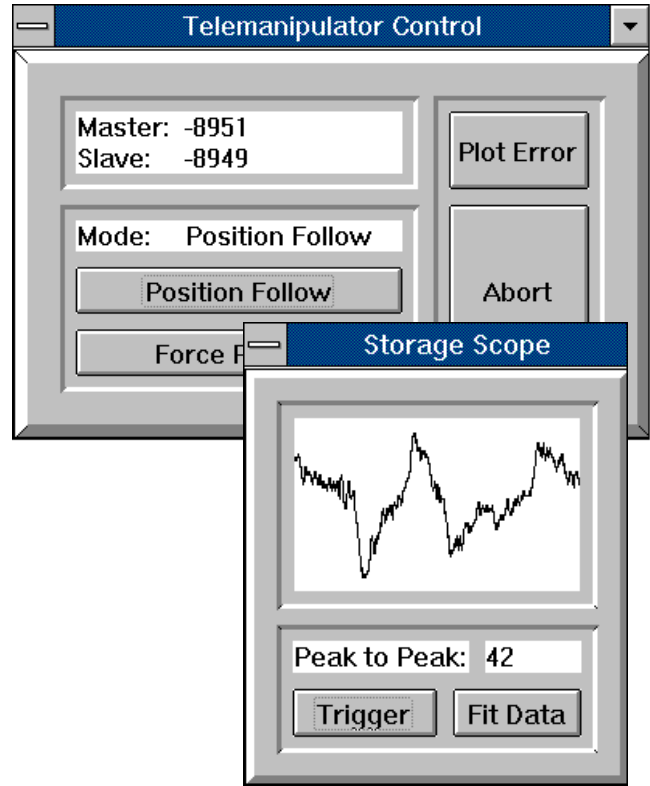 Telemanipulator Control
Master: -8951
Slave: -8949
Plot Error
Mode: Position Follow
Position Follow
Abort
Force
Storage Scope
Peak to Peak: 42
Trigger
Fit Data